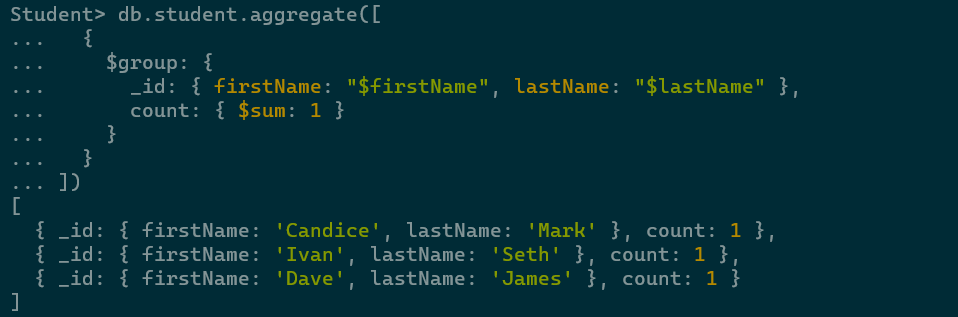 Student> db.student.aggregate([
...   {
...     $group: {
...       _id: { firstName: "$firstName", lastName: "$lastName" },
...       count: { $sum: 1 }
...     }
...   }
... ])
[
  { _id: { firstName: 'Candice', lastName: 'Mark' }, count: 1 },
  { _id: { firstName: 'Ivan', lastName: 'Seth' }, count: 1 },
  { _id: { firstName: 'Dave', lastName: 'James' }, count: 1 }
]